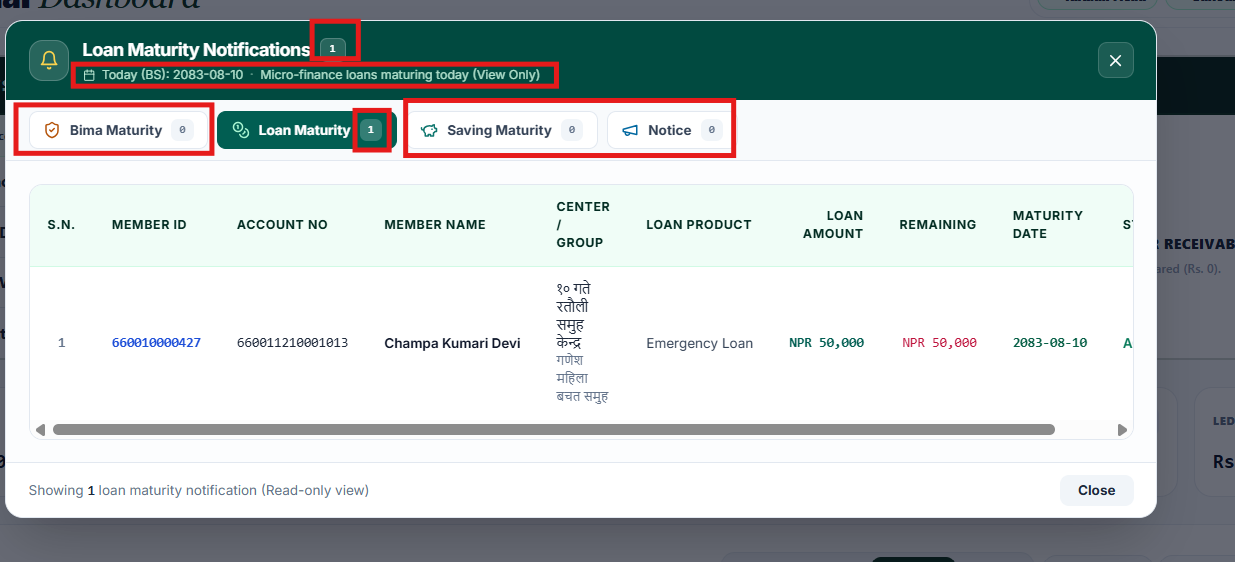 Dashboard
Loan Maturity Notifications 1
Today (BS): 2083-08-10 · Micro-finance loans maturing today (View Only)
Bima Maturity 0
Loan Maturity 1
Saving Maturity 0
Notice 0
S.N.
MEMBER ID
ACCOUNT NO
MEMBER NAME
CENTER
/
GROUP
LOAN PRODUCT
LOAN
AMOUNT
REMAINING
MATURITY
DATE
1
660010000427
660011210001013
Champa Kumari Devi
१० गते
रतौली
समुह
केन्द्र
गणेश
महिला
बचत समुह
Emergency Loan
NPR 50,000
NPR 50,000
2083-08-10
Showing 1 loan maturity notification (Read-only view)
Close
(Rs. 0).
Rs